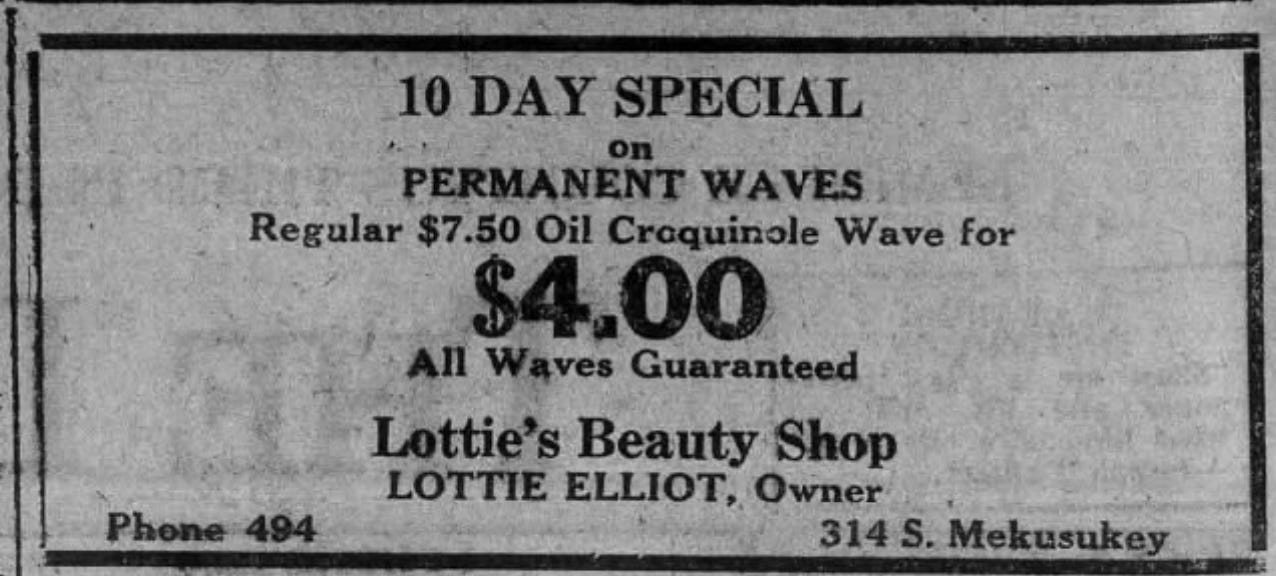 10 DAY SPECIAL
on
PERMANENT WAVES
Regular $7.50 Oil Croquinole Wave for
$4.00
All Waves Guaranteed
Lottie's Beauty Shop
LOTTIE ELLIOT, Owner
Phone 494 314 S. Mekusukey